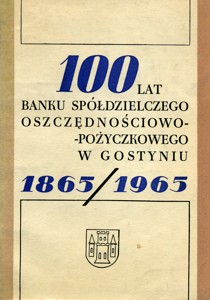 100 LAT
BANKU SPÓŁDZIELCZEGO
OSZCZĘDNOŚCIOWO-
-POŻYCZKOWEGO
W GOSTYNIU
1865/1965